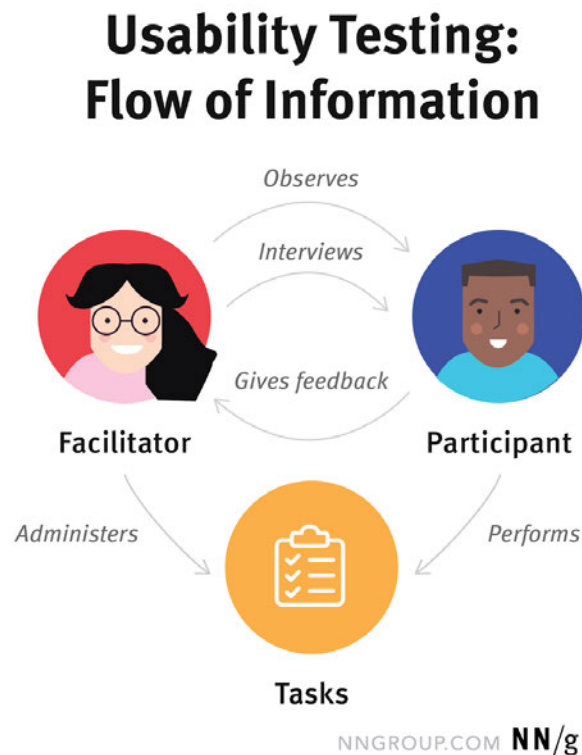 Usability Testing:
Flow of Information
Observes
Interviews
Gives feedback
Facilitator
Participant
Administers
Performs
Tasks
NNGROUP.COM NN/g